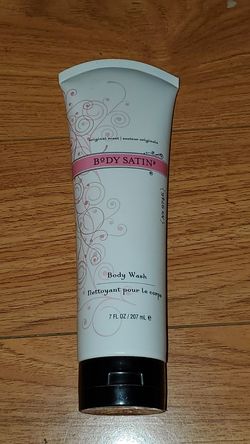 original scent | senteur originale
BODY SATIN®
Body Wash
Nettoyant pour le corps
7 FL OZ / 207 mL ℮